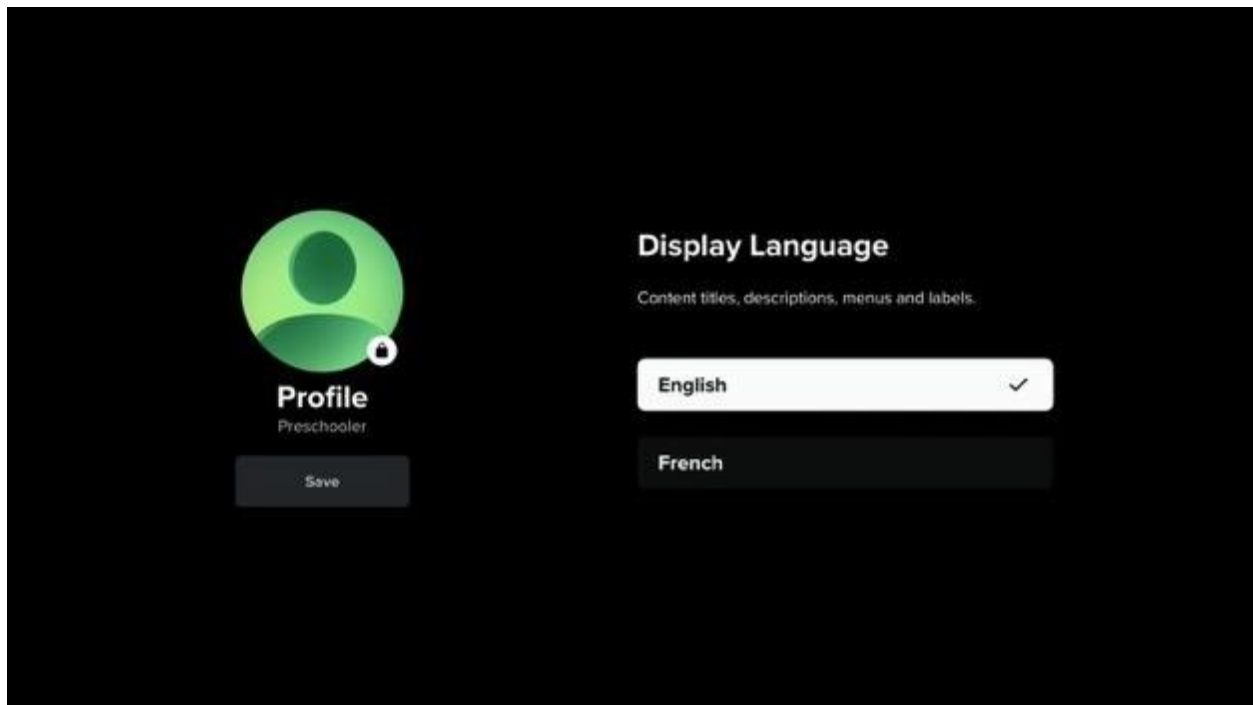 Profile
Preschooler
Save
Display Language
Content titles, descriptions, menus and labels.
English
French